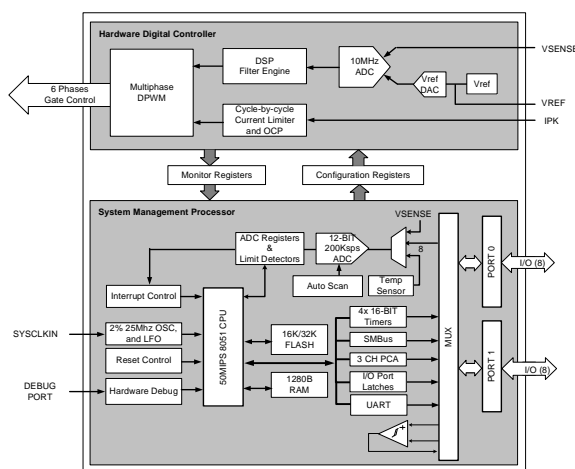 Hardware Digital Controller
6 Phases
Gate Control
Multiphase
DPWM
DSP
Filter Engine
10MHz
ADC
Vref
DAC
Vref
VSENSE
VREF
IPK
Cycle-by-cycle
Current Limiter
and OCP
Monitor Registers
Configuration Registers
System Management Processor
VSENSE
ADC Registers
&
Limit Detectors
12-BIT
200Ksps
ADC
8
Auto Scan
Temp
Sensor
Interrupt Control
SYSCLKIN
2% 25Mhz OSC,
and LFO
Reset Control
DEBUG
PORT
Hardware Debug
50MIPS 8051 CPU
16K/32K
FLASH
1280B
RAM
4x 16-BIT
Timers
SMBus
3 CH PCA
I/O Port
Latches
UART
MUX
PORT 0
I/O (8)
PORT 1
I/O (8)
+